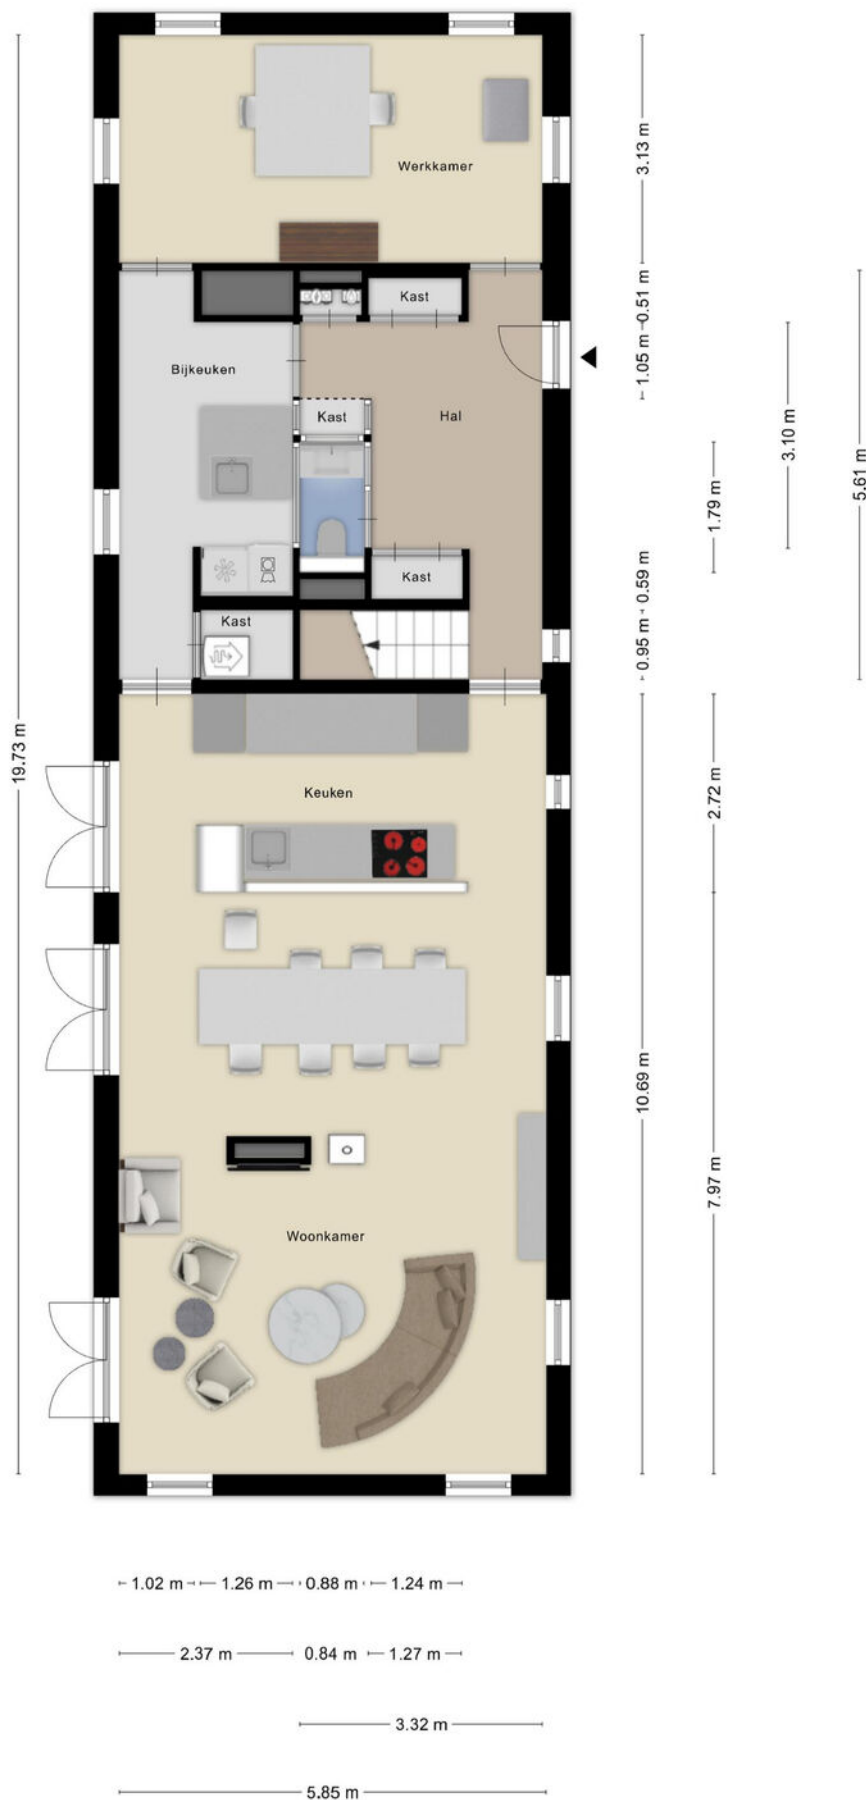 Werkkamer
3.13 m
Kast
0.51 m
1.05 m
Bijkeuken
Kast
Hal
3.10 m
5.61 m
1.79 m
Kast
0.59 m
Kast
0.95 m
19.73 m
Keuken
2.72 m
10.69 m
7.97 m
Woonkamer
1.02 m
1.26 m
0.88 m
1.24 m
2.37 m
0.84 m
1.27 m
3.32 m
5.85 m